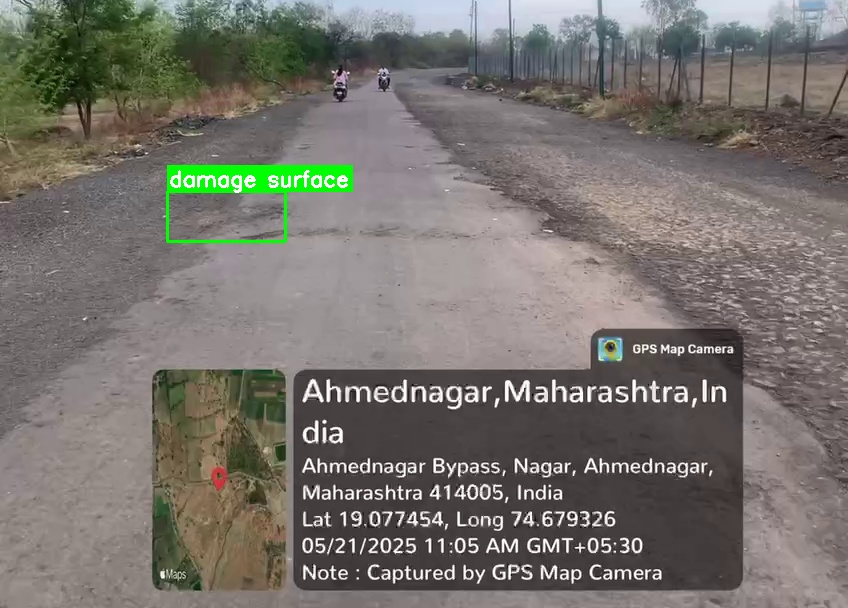 damage surface
GPS Map Camera
Ahmednagar,Maharashtra,In
dia
Ahmednagar Bypass, Nagar, Ahmednagar,
Maharashtra 414005, India
Lat 19.077454, Long 74.679326
05/21/2025 11:05 AM GMT+05:30
Note : Captured by GPS Map Camera
Maps